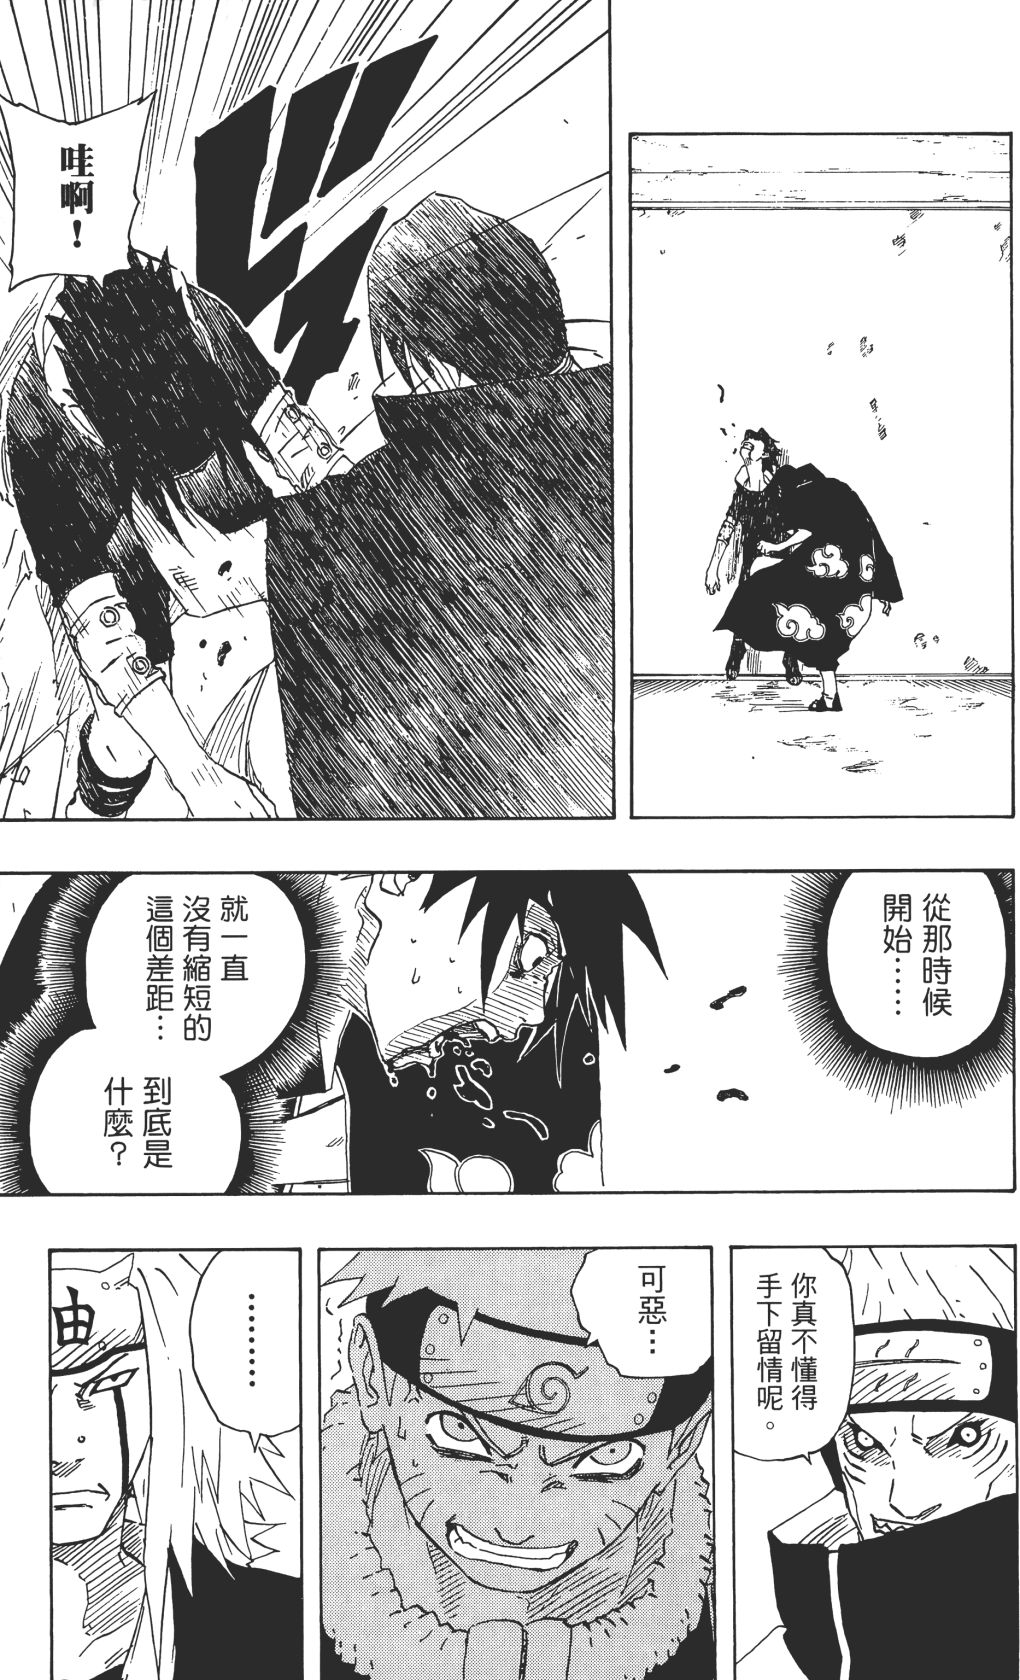 哇啊！
從那時候
開始……
就一直
沒有縮短的
這個差距…
到底是
什麼？
你真不懂得
手下留情呢。
可惡…
………
由